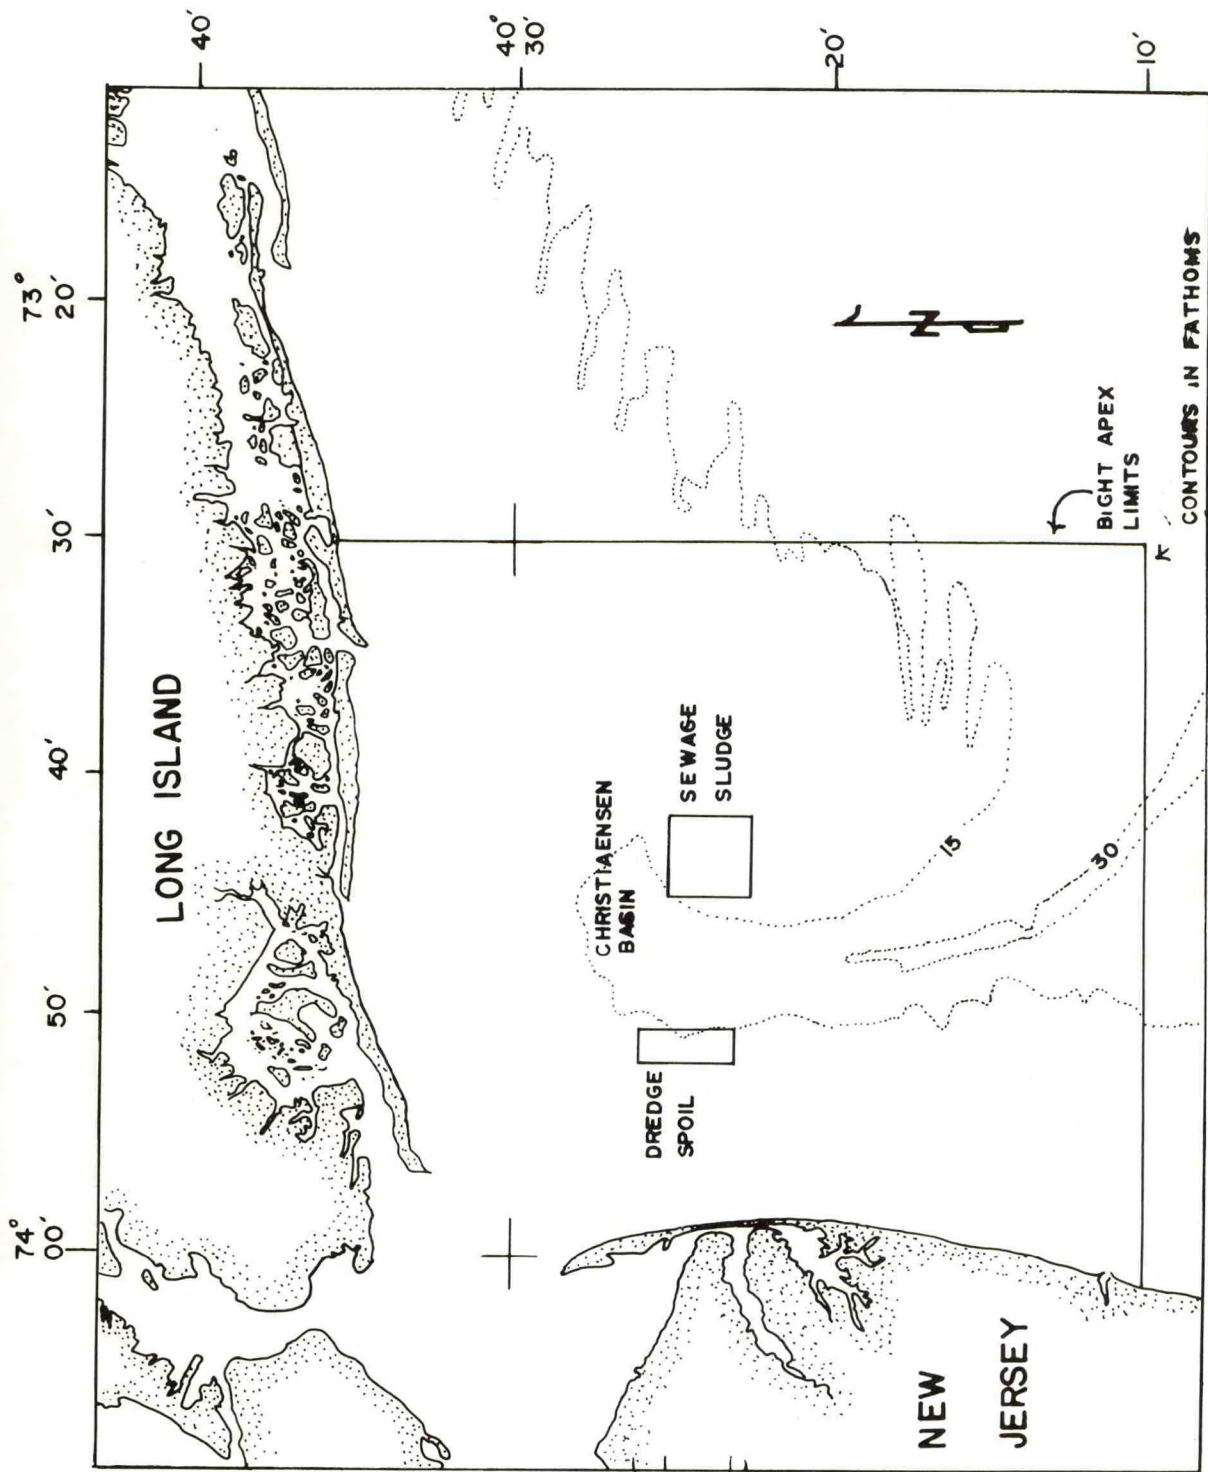 74°
00′
50′
40′
30′
73°
20′
40′
40°
30′
20′
10′
LONG ISLAND
CHRISTIAENSEN
BASIN
SEWAGE
SLUDGE
DREDGE
SPOIL
15
30
N
BIGHT APEX
LIMITS
NEW
JERSEY
CONTOURS IN FATHOMS